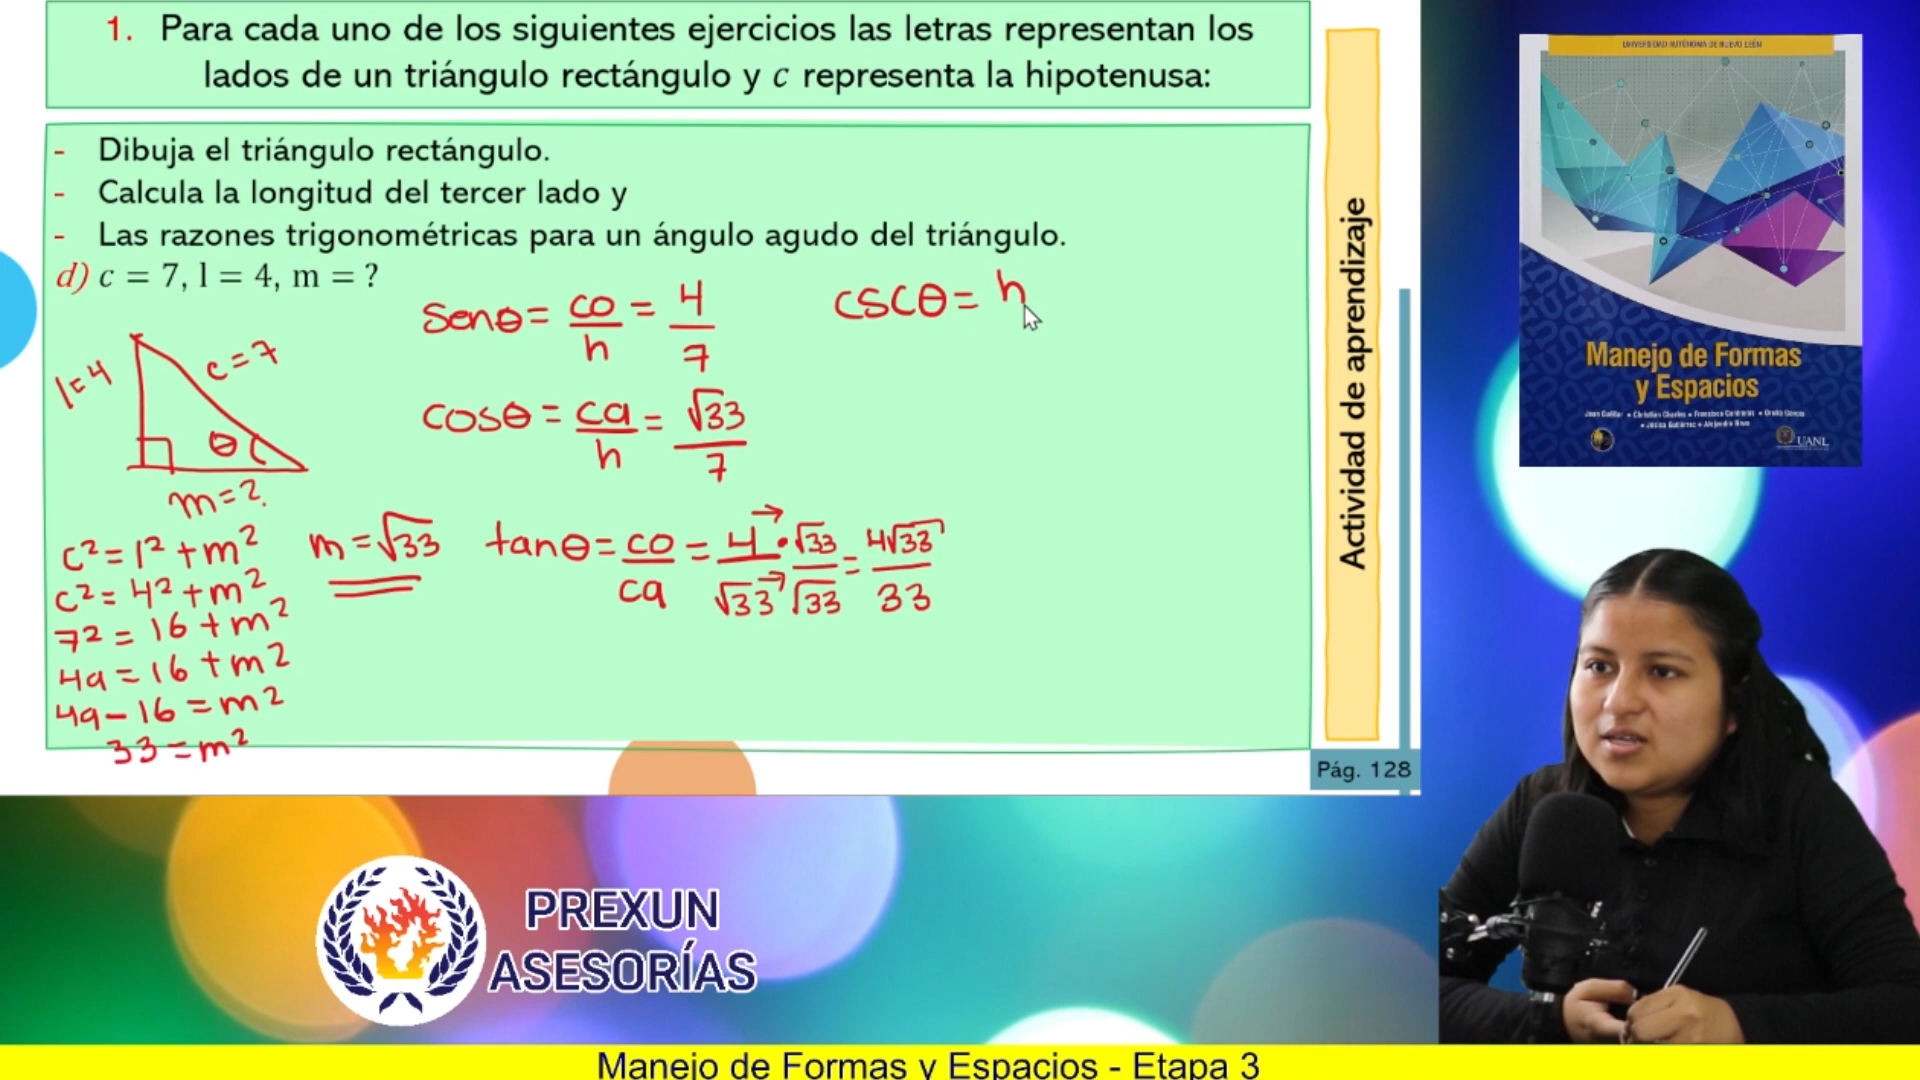 1. Para cada uno de los siguientes ejercicios las letras representan los
lados de un triángulo rectángulo y c representa la hipotenusa:
- Dibuja el triángulo rectángulo.
- Calcula la longitud del tercer lado y
- Las razones trigonométricas para un ángulo agudo del triángulo.
d) c = 7, l = 4, m = ?
l=4
c=7
θ
m=?
c²=l²+m²
c²=4²+m²
7²=16+m²
49=16+m²
49-16=m²
33=m²
m=√33
senθ=co/h=4/7
cosθ=ca/h=√33/7
tanθ=co/ca=4/√33•√33/√33=4√33/33
cscθ=h
Actividad de aprendizaje
Pág. 128
UNIVERSIDAD AUTÓNOMA DE NUEVO LEÓN
Manejo de Formas
y Espacios
UANL
PREXUN
ASESORÍAS
Manejo de Formas y Espacios - Etapa 3